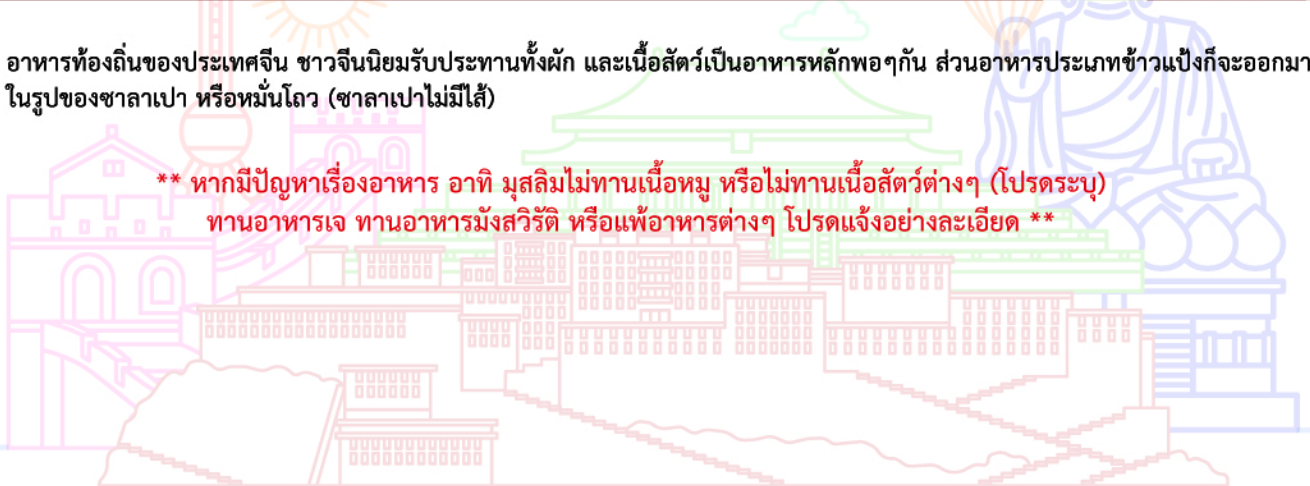 อาหารท้องถิ่นของประเทศจีน ชาวจีนนิยมรับประทานทั้งผัก และเนื้อสัตว์เป็นอาหารหลักพอๆกัน ส่วนอาหารประเภทข้าวแป้งก็จะออกมา
ในรูปของซาลาเปา หรือหมั่นโถว (ซาลาเปาไม่มีไส้)
** หากมีปัญหาเรื่องอาหาร อาทิ มุสลิมไม่ทานเนื้อหมู หรือไม่ทานเนื้อสัตว์ต่างๆ (โปรดระบุ)
ทานอาหารเจ ทานอาหารมังสวิรัติ หรือแพ้อาหารต่างๆ โปรดแจ้งอย่างละเอียด **